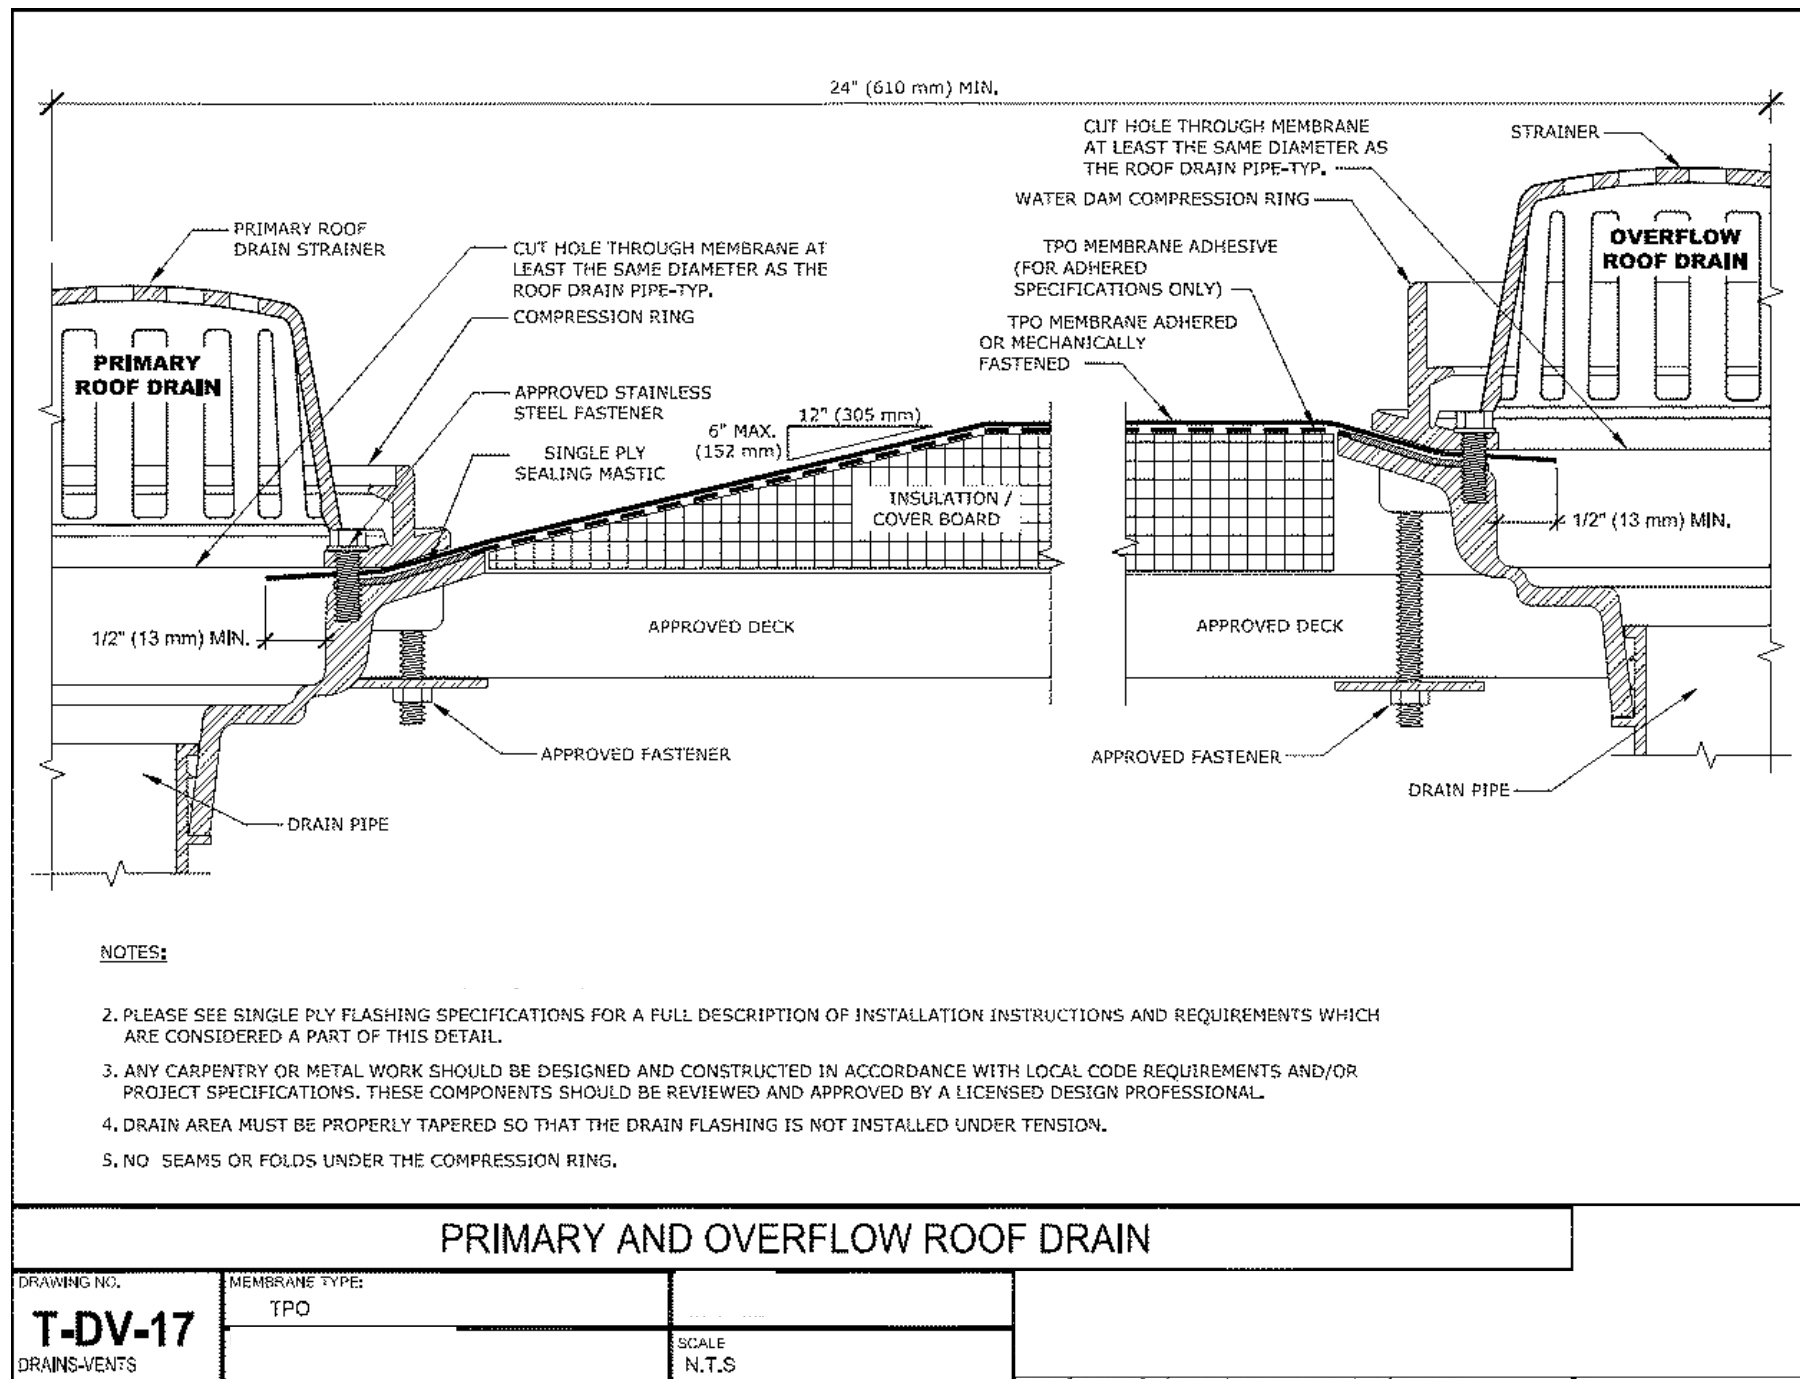 24" (610 mm) MIN.
CUT HOLE THROUGH MEMBRANE
AT LEAST THE SAME DIAMETER AS
THE ROOF DRAIN PIPE-TYP.
STRAINER
WATER DAM COMPRESSION RING
PRIMARY ROOF
DRAIN STRAINER
CUT HOLE THROUGH MEMBRANE AT
LEAST THE SAME DIAMETER AS THE
ROOF DRAIN PIPE-TYP.
TPO MEMBRANE ADHESIVE
(FOR ADHERED
SPECIFICATIONS ONLY)
OVERFLOW
ROOF DRAIN
COMPRESSION RING
TPO MEMBRANE ADHERED
OR MECHANICALLY
FASTENED
PRIMARY
ROOF DRAIN
APPROVED STAINLESS
STEEL FASTENER
12" (305 mm)
6" MAX.
(152 mm)
SINGLE PLY
SEALING MASTIC
INSULATION /
COVER BOARD
1/2" (13 mm) MIN.
1/2" (13 mm) MIN.
APPROVED DECK
APPROVED DECK
APPROVED FASTENER
APPROVED FASTENER
DRAIN PIPE
DRAIN PIPE
NOTES:
2. PLEASE SEE SINGLE PLY FLASHING SPECIFICATIONS FOR A FULL DESCRIPTION OF INSTALLATION INSTRUCTIONS AND REQUIREMENTS WHICH
ARE CONSIDERED A PART OF THIS DETAIL.
3. ANY CARPENTRY OR METAL WORK SHOULD BE DESIGNED AND CONSTRUCTED IN ACCORDANCE WITH LOCAL CODE REQUIREMENTS AND/OR
PROJECT SPECIFICATIONS. THESE COMPONENTS SHOULD BE REVIEWED AND APPROVED BY A LICENSED DESIGN PROFESSIONAL.
4. DRAIN AREA MUST BE PROPERLY TAPERED SO THAT THE DRAIN FLASHING IS NOT INSTALLED UNDER TENSION.
5. NO SEAMS OR FOLDS UNDER THE COMPRESSION RING.
PRIMARY AND OVERFLOW ROOF DRAIN
DRAWING NO.
T-DV-17
DRAINS-VENTS
MEMBRANE TYPE:
TPO
SCALE
N.T.S